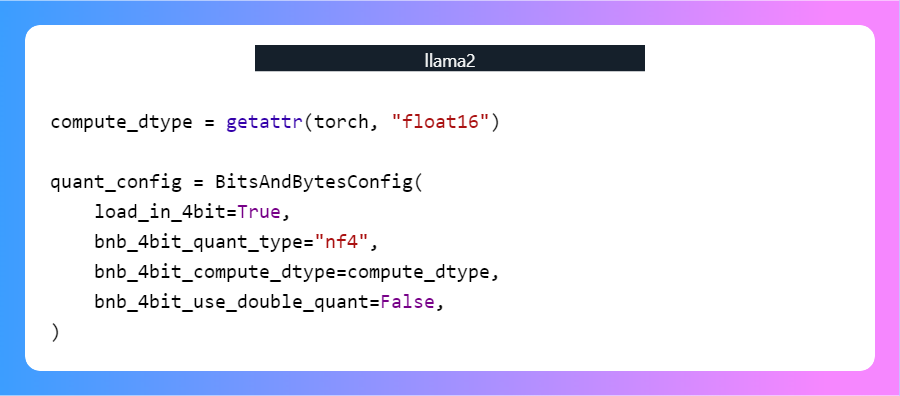 llama2
compute_dtype = getattr(torch, "float16")
quant_config = BitsAndBytesConfig(
    load_in_4bit=True,
    bnb_4bit_quant_type="nf4",
    bnb_4bit_compute_dtype=compute_dtype,
    bnb_4bit_use_double_quant=False,
)